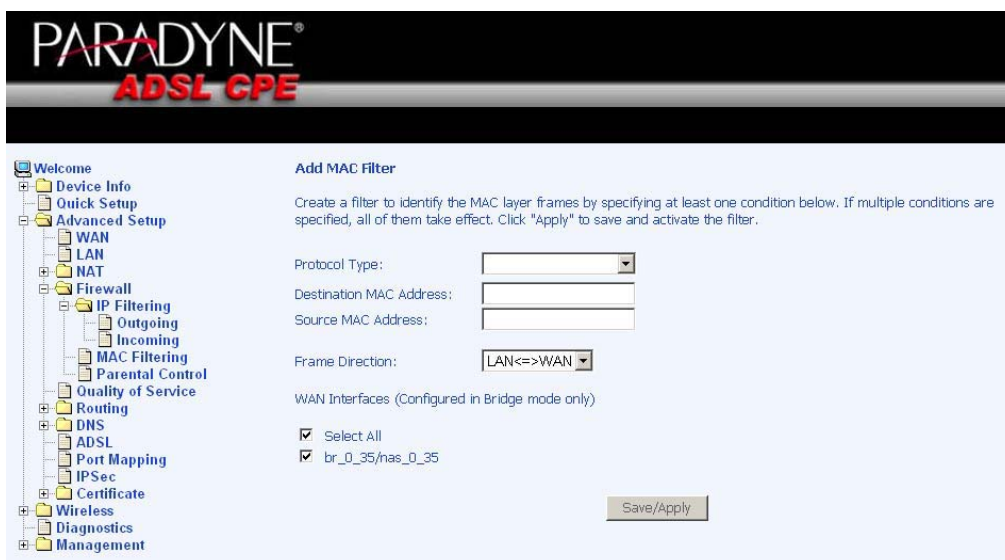 PARADYNE®
ADSL CPE
Welcome
Device Info
Quick Setup
Advanced Setup
WAN
LAN
NAT
Firewall
IP Filtering
Outgoing
Incoming
MAC Filtering
Parental Control
Quality of Service
Routing
DNS
ADSL
Port Mapping
IPSec
Certificate
Wireless
Diagnostics
Management
Add MAC Filter
Create a filter to identify the MAC layer frames by specifying at least one condition below. If multiple conditions are
specified, all of them take effect. Click "Apply" to save and activate the filter.
Protocol Type:
Destination MAC Address:
Source MAC Address:
Frame Direction: LAN<=>WAN
WAN Interfaces (Configured in Bridge mode only)
Select All
br_0_35/nas_0_35
Save/Apply